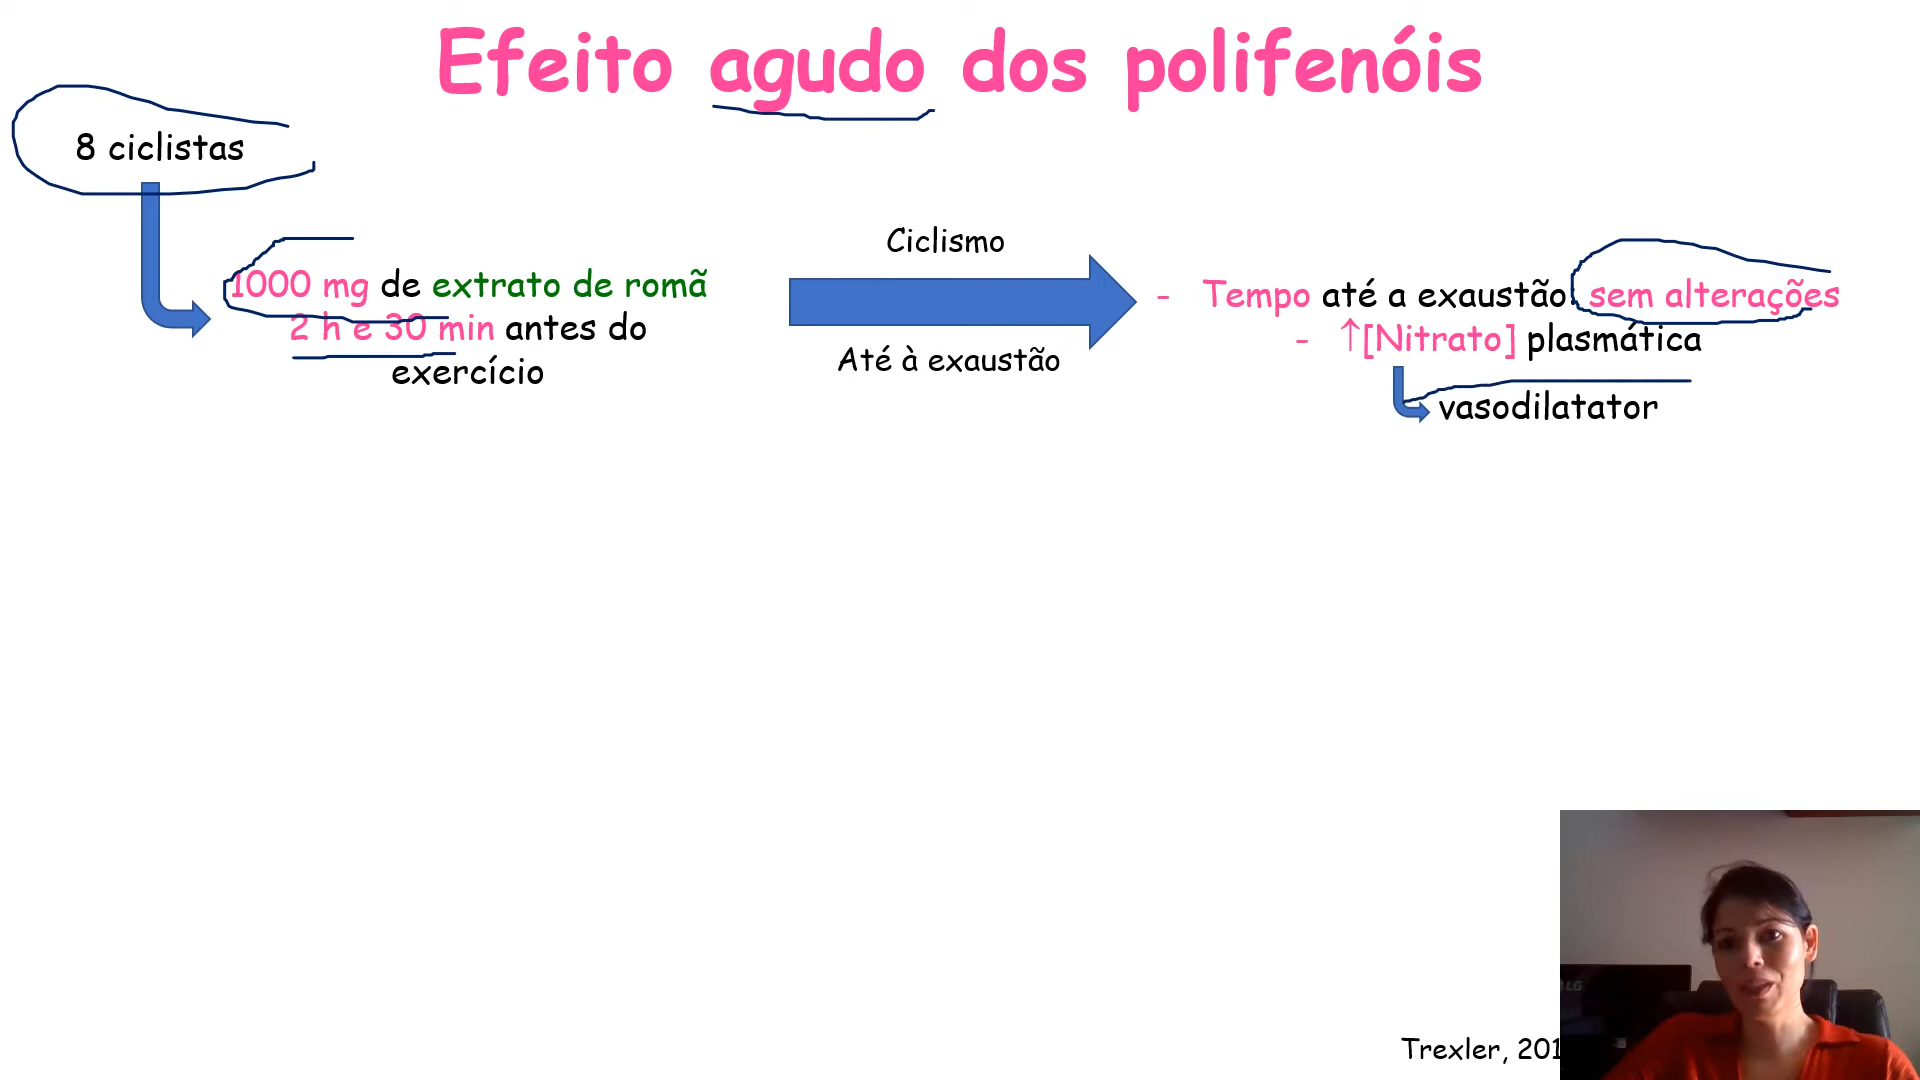 Efeito agudo dos polifenóis
8 ciclistas
1000 mg de extrato de romã
2 h e 30 min antes do
exercício
Ciclismo
Até à exaustão
- Tempo até a exaustão: sem alterações
- ↑[Nitrato] plasmática
vasodilatator
LG
Trexler, 201